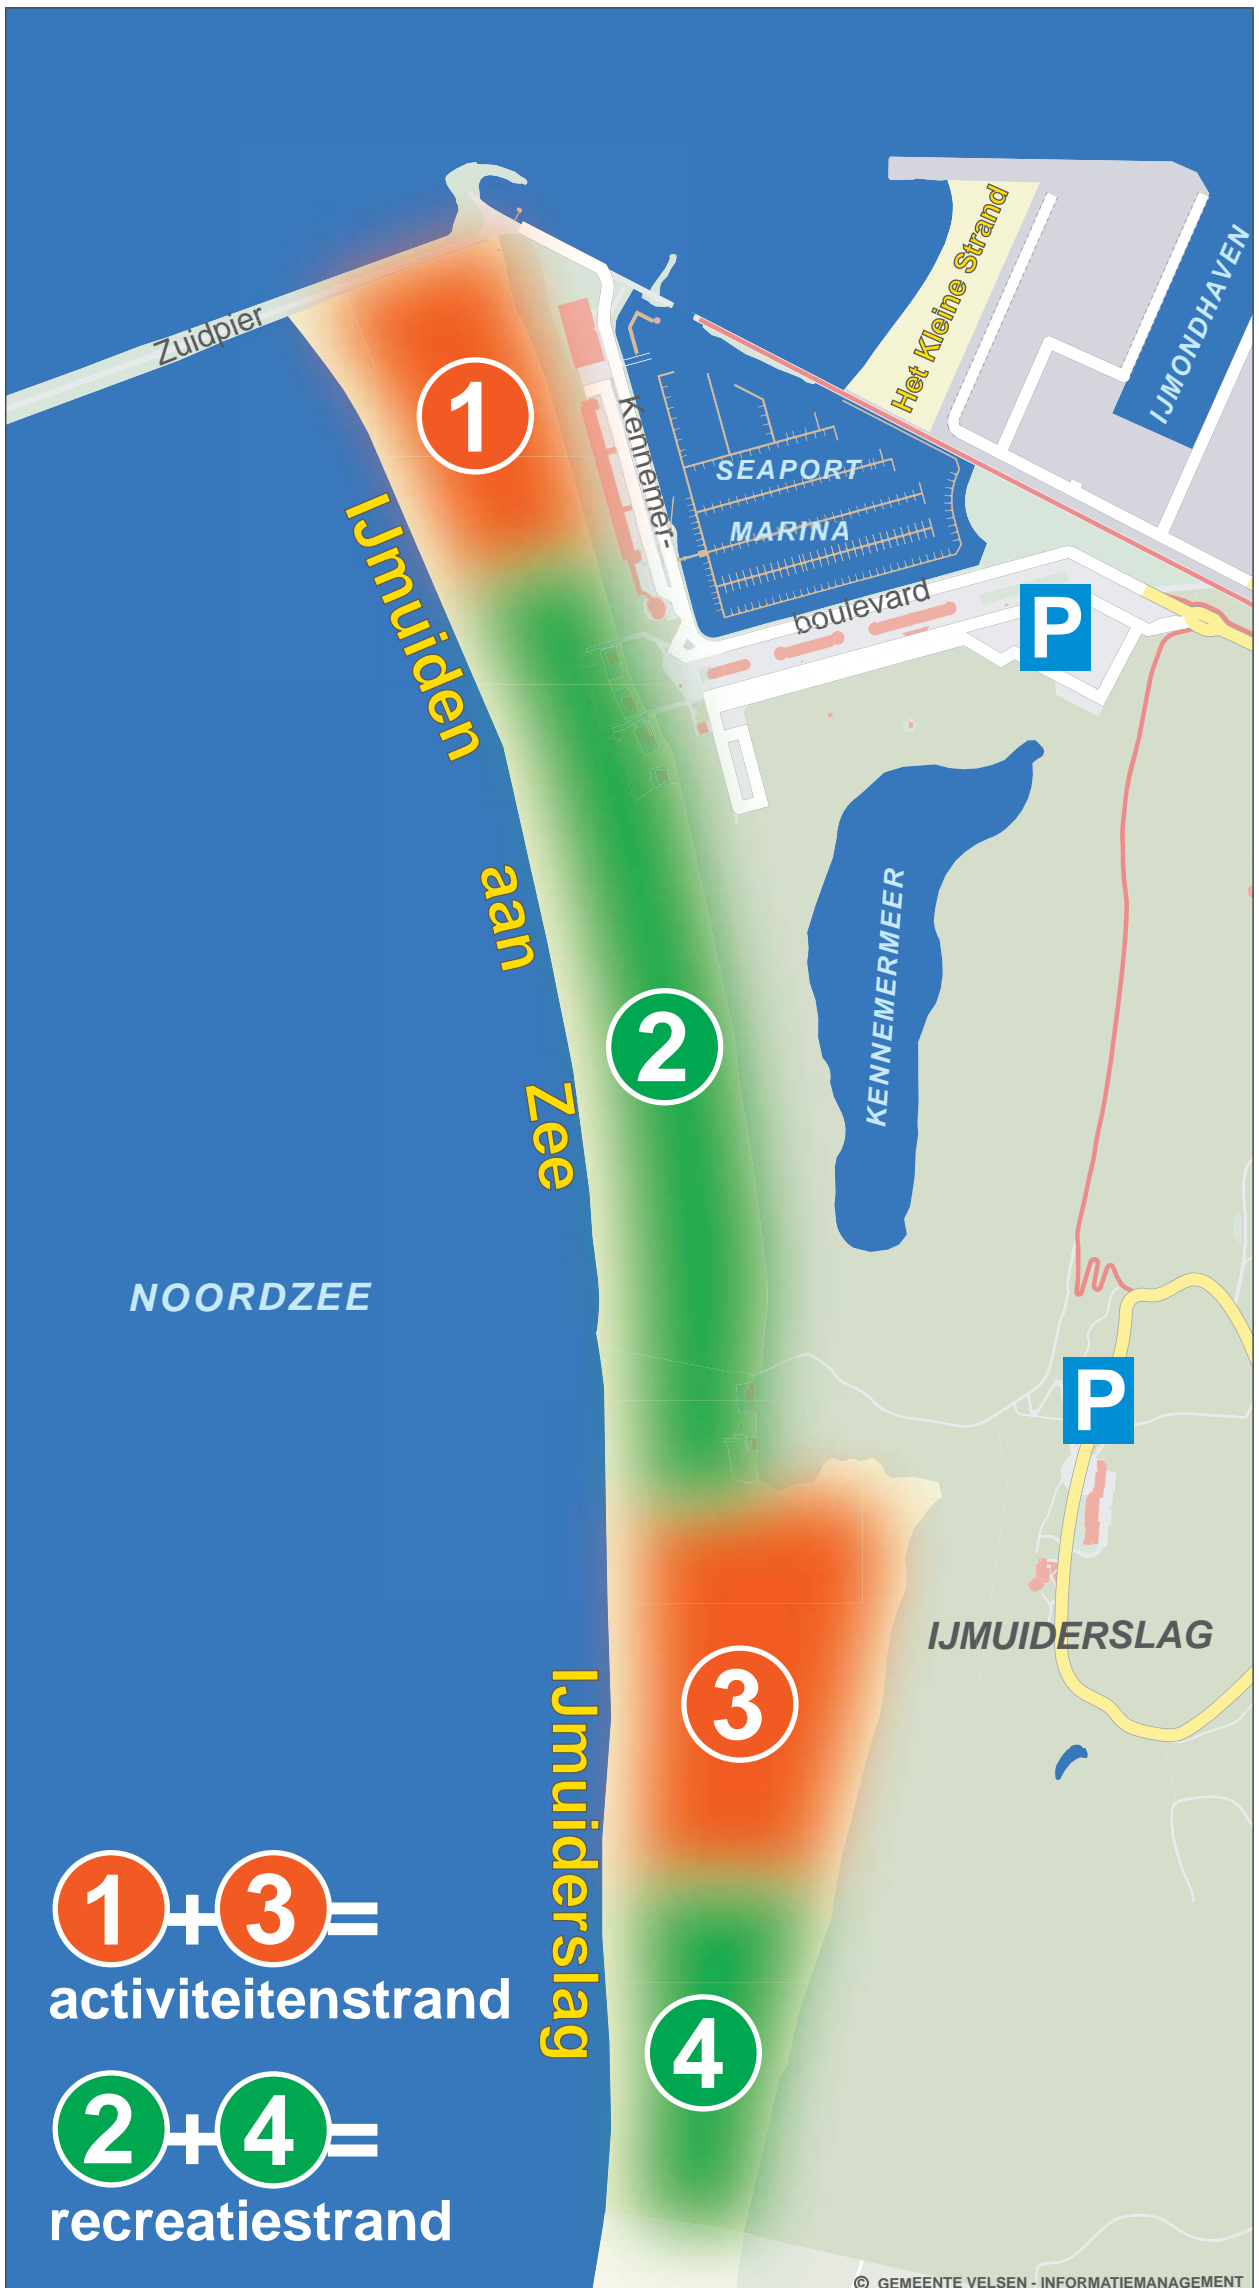 Het Kleine Strand
IJMONDHAVEN
Zuidpier
1
Kennemer-
SEAPORT
MARINA
boulevard
P
IJmuiden
aan
Zee
KENNEMERMEER
2
NOORDZEE
P
IJMUIDERSLAG
3
IJmuiderslag
1+3=
activiteitenstrand
4
2+4=
recreatiestrand
© GEMEENTE VELSEN - INFORMATIEMANAGEMENT